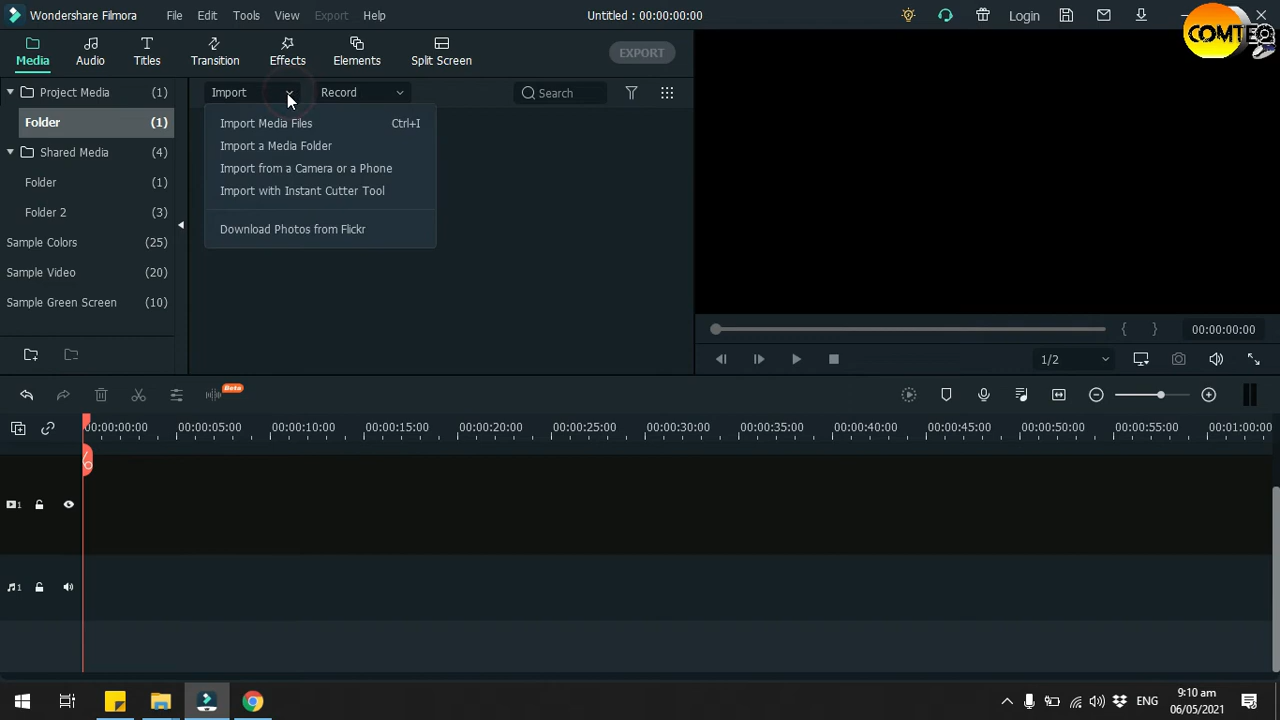 Wondershare Filmora File Edit Tools View Export Help Untitled : 00:00:00:00 Login
COMTEQ
Media Audio Titles Transition Effects Elements Split Screen EXPORT
Project Media (1) Import Record Search
Folder (1) Import Media Files Ctrl+I
Import a Media Folder
Shared Media (4)
Import from a Camera or a Phone
Folder (1) Import with Instant Cutter Tool
Folder 2 (3)
Download Photos from Flickr
Sample Colors (25)
Sample Video (20)
Sample Green Screen (10)
{ } 00:00:00:00
1/2
Beta
00:00:00:00 00:00:05:00 00:00:10:00 00:00:15:00 00:00:20:00 00:00:25:00 00:00:30:00 00:00:35:00 00:00:40:00 00:00:45:00 00:00:50:00 00:00:55:00 00:01:00:00
1
1
ENG 9:10 am
06/05/2021